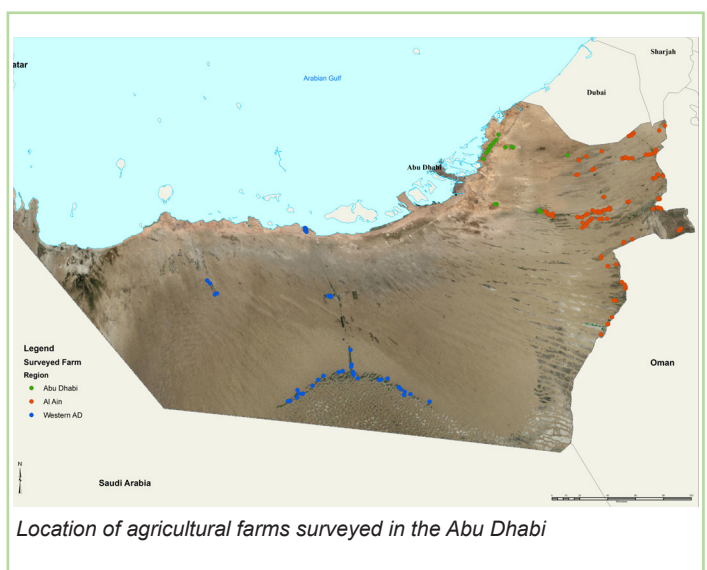 Sharjah
atar
Arabian Gulf
Dubai
Abu Dhabi
Legend
Surveyed Farm
Region
Abu Dhabi
Al Ain
Western AD
Oman
N
Saudi Arabia
Location of agricultural farms surveyed in the Abu Dhabi